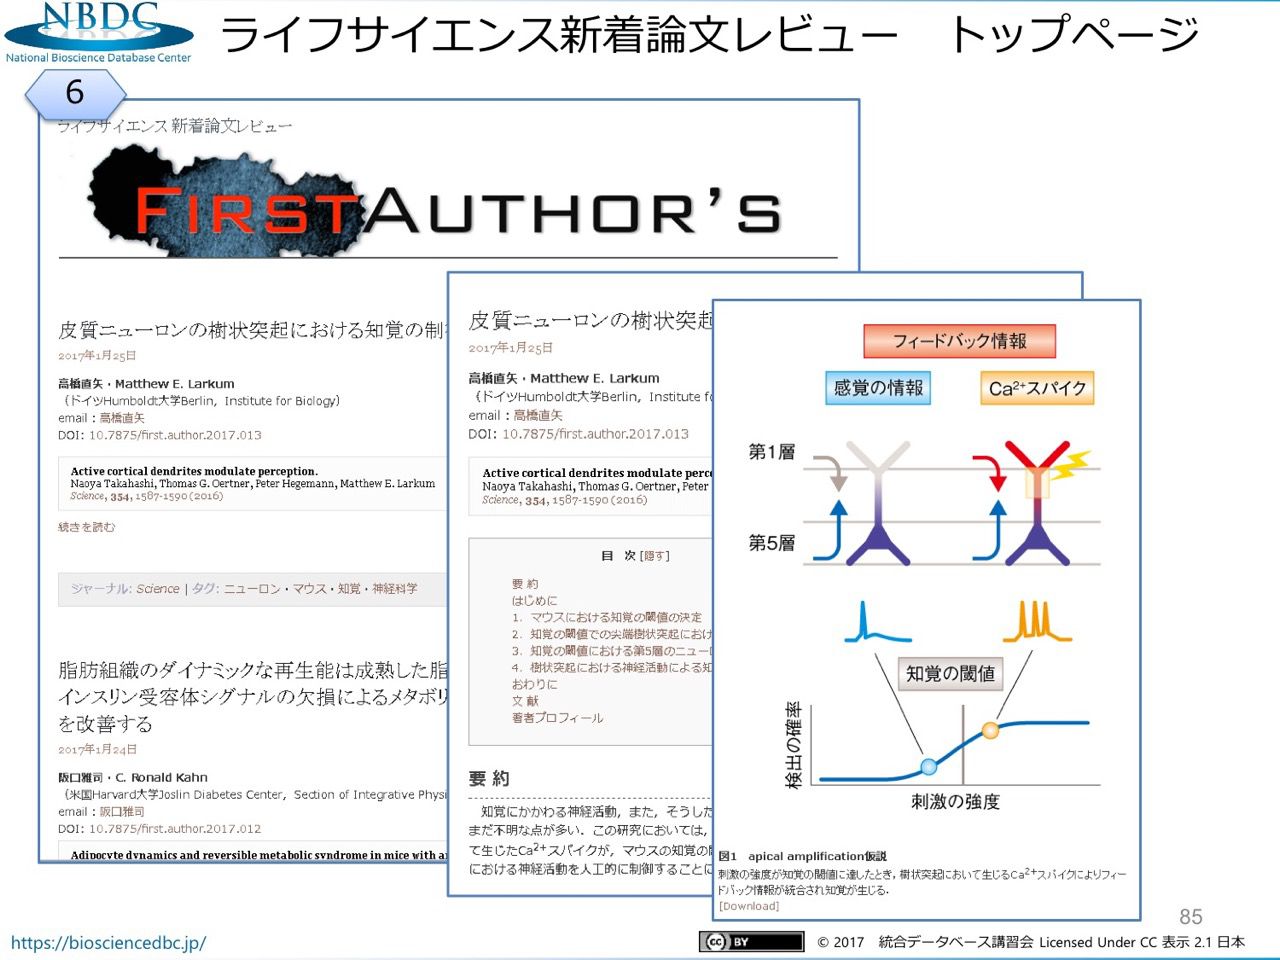 NBDC
National Bioscience Database Center
ライフサイエンス新着論文レビュー　トップページ
6
ライフサイエンス 新着論文レビュー
FIRSTAUTHOR'S
皮質ニューロンの樹状突起における知覚の制
2017年1月25日
高橋直矢・Matthew E. Larkum
（ドイツHumboldt大学Berlin，Institute for Biology）
email：高橋直矢
DOI: 10.7875/first.author.2017.013
Active cortical dendrites modulate perception.
Naoya Takahashi, Thomas G. Oertner, Peter Hegemann, Matthew E. Larkum
Science, 354, 1587-1590 (2016)
続きを読む
ジャーナル: Science | タグ: ニューロン・マウス・知覚・神経科学
脂肪組織のダイナミックな再生能は成熟した脂
インスリン受容体シグナルの欠損によるメタボリ
を改善する
2017年1月24日
阪口雅司・C. Ronald Kahn
（米国Harvard大学Joslin Diabetes Center，Section of Integrative Physi
email：阪口雅司
DOI: 10.7875/first.author.2017.012
Adipocyte dynamics and reversible metabolic syndrome in mice with a
皮質ニューロンの樹状突起
2017年1月25日
高橋直矢・Matthew E. Larkum
（ドイツHumboldt大学Berlin，Institute fo
email：高橋直矢
DOI: 10.7875/first.author.2017.013
Active cortical dendrites modulate perce
Naoya Takahashi, Thomas G. Oertner, Peter
Science, 354, 1587-1590 (2016)
目 次 [隠す]
要 約
はじめに
1. マウスにおける知覚の閾値の決定
2. 知覚の閾値での尖端樹状突起におけ
3. 知覚の閾値における第5層のニュー
4. 樹状突起における神経活動による知
おわりに
文 献
著者プロフィール
要 約
知覚にかかわる神経活動，また，そうした
まだ不明な点が多い．この研究においては，
て生じたCa²⁺スパイクが，マウスの知覚の
における神経活動を人工的に制御することに
フィードバック情報
感覚の情報
Ca²⁺スパイク
第1層
第5層
知覚の閾値
検出の確率
刺激の強度
図1　apical amplification仮説
刺激の強度が知覚の閾値に達したとき，樹状突起において生じるCa²⁺スパイクによりフィー
ドバック情報が統合され知覚が生じる．
[Download]
85
https://biosciencedbc.jp/
cc BY
© 2017　統合データベース講習会 Licensed Under CC 表示 2.1 日本